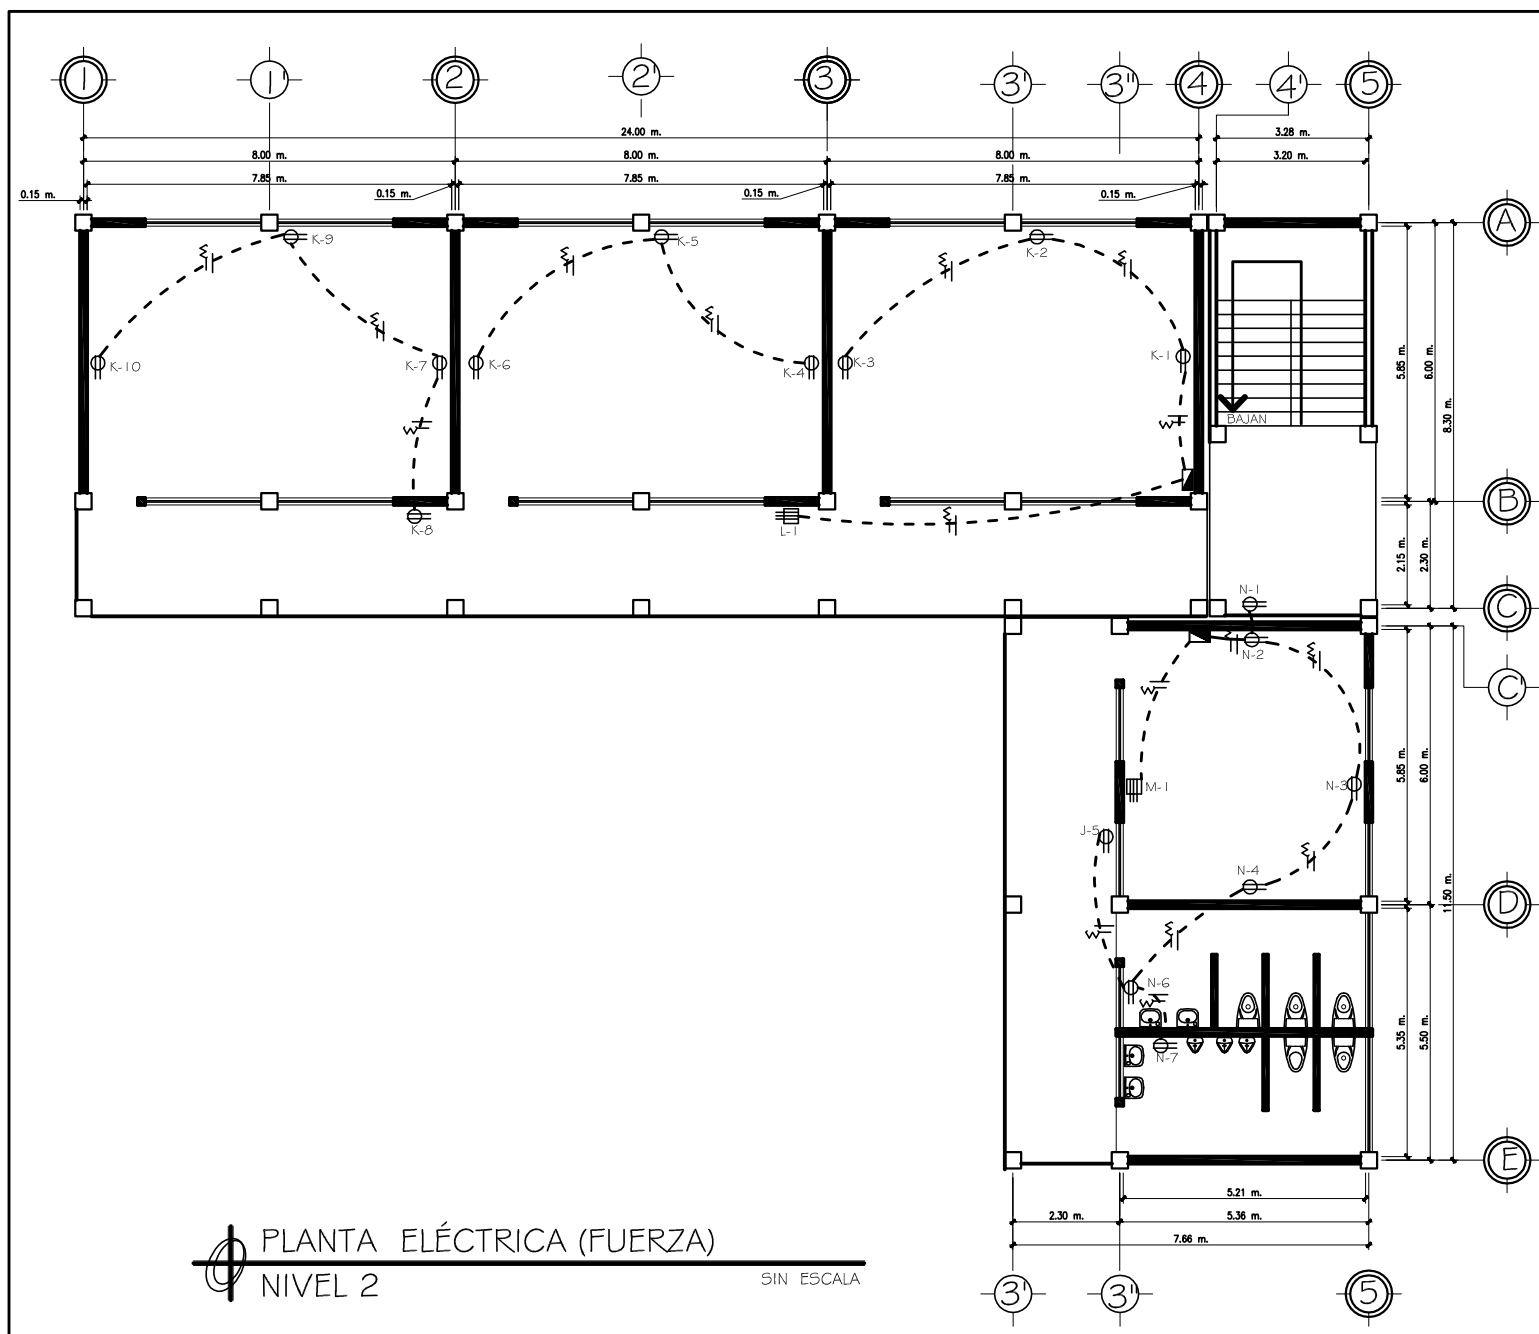 1 1' 2 2' 3 3' 3" 4 4' 5
24.00 m. 3.28 m.
8.00 m. 8.00 m. 8.00 m. 3.20 m.
7.85 m. 7.85 m. 7.85 m.
0.15 m. 0.15 m. 0.15 m. 0.15 m.
A
K-9 K-5 K-2
K-10 K-7 K-6 K-4 K-3 K-1
5.85 m. 6.00 m. 8.30 m.
BAJAN
B
K-8 L-1
2.15 m. 2.30 m.
N-1
C
N-2
C'
5.85 m. 6.00 m. 11.50 m.
M-1 N-3
J-5
N-4
D
N-6
N-7
5.35 m. 5.50 m.
E
5.21 m.
2.30 m. 5.36 m.
7.66 m.
PLANTA ELÉCTRICA (FUERZA)
NIVEL 2 SIN ESCALA
3' 3" 5